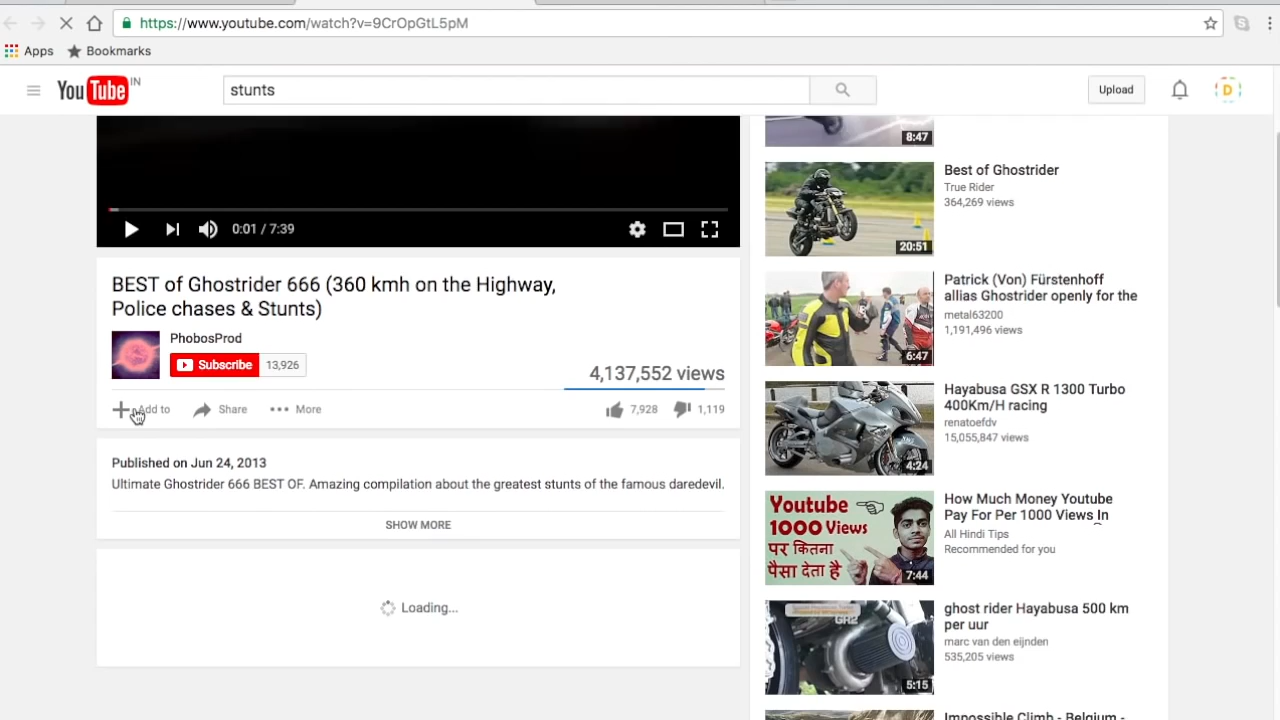 https://www.youtube.com/watch?v=9CrOpGtL5pM
Apps
Bookmarks
YouTube IN
stunts
Upload
D
0:01 / 7:39
BEST of Ghostrider 666 (360 kmh on the Highway,
Police chases & Stunts)
PhobosProd
Subscribe 13,926
4,137,552 views
Add to Share More 7,928 1,119
Published on Jun 24, 2013
Ultimate Ghostrider 666 BEST OF. Amazing compilation about the greatest stunts of the famous daredevil.
SHOW MORE
Loading...
8:47
Best of Ghostrider
True Rider
364,269 views
20:51
Patrick (Von) Fürstenhoff
allias Ghostrider openly for the
metal63200
1,191,496 views
6:47
Hayabusa GSX R 1300 Turbo
400Km/H racing
renatoefdv
15,055,847 views
4:24
Youtube
1000 Views
पर कितना
पैसा देता है
7:44
How Much Money Youtube
Pay For Per 1000 Views In
All Hindi Tips
Recommended for you
GH2
5:15
ghost rider Hayabusa 500 km
per uur
marc van den eijnden
535,205 views
Impossible Climb - Belgium -